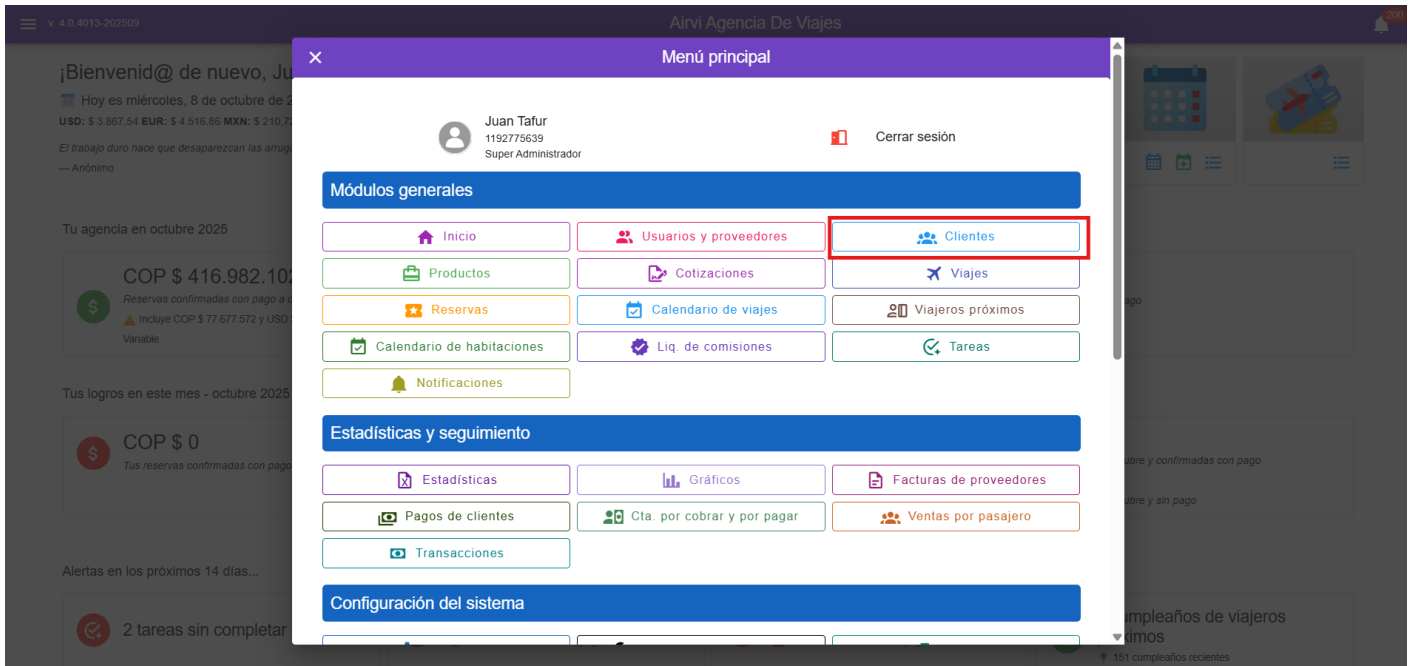 v. 4.0.4013-202509
Airvi Agencia De Viajes
200
Menú principal
¡Bienvenid@ de nuevo, Ju
Hoy es miércoles, 8 de octubre de 2
USD: $ 3.867,54 EUR: $ 4.516,86 MXN: $ 210,72
El trabajo duro hace que desaparezcan las arrug
— Anónimo
Juan Tafur
1192775639
Super Administrador
Cerrar sesión
Módulos generales
Inicio
Usuarios y proveedores
Clientes
Productos
Cotizaciones
Viajes
Reservas
Calendario de viajes
Viajeros próximos
Calendario de habitaciones
Liq. de comisiones
Tareas
Notificaciones
Tu agencia en octubre 2025
COP $ 416.982.102
Reservas confirmadas con pago a c
Incluye COP $ 77.677.572 y USD
Variable.
ago
Estadísticas y seguimiento
Estadísticas
Gráficos
Facturas de proveedores
Pagos de clientes
Cta. por cobrar y por pagar
Ventas por pasajero
Transacciones
Tus logros en este mes - octubre 2025
COP $ 0
Tus reservas confirmadas con pago
ubre y confirmadas con pago
ubre y sin pago
Configuración del sistema
Alertas en los próximos 14 días...
2 tareas sin completar
umpleaños de viajeros
ximos
151 cumpleaños recientes